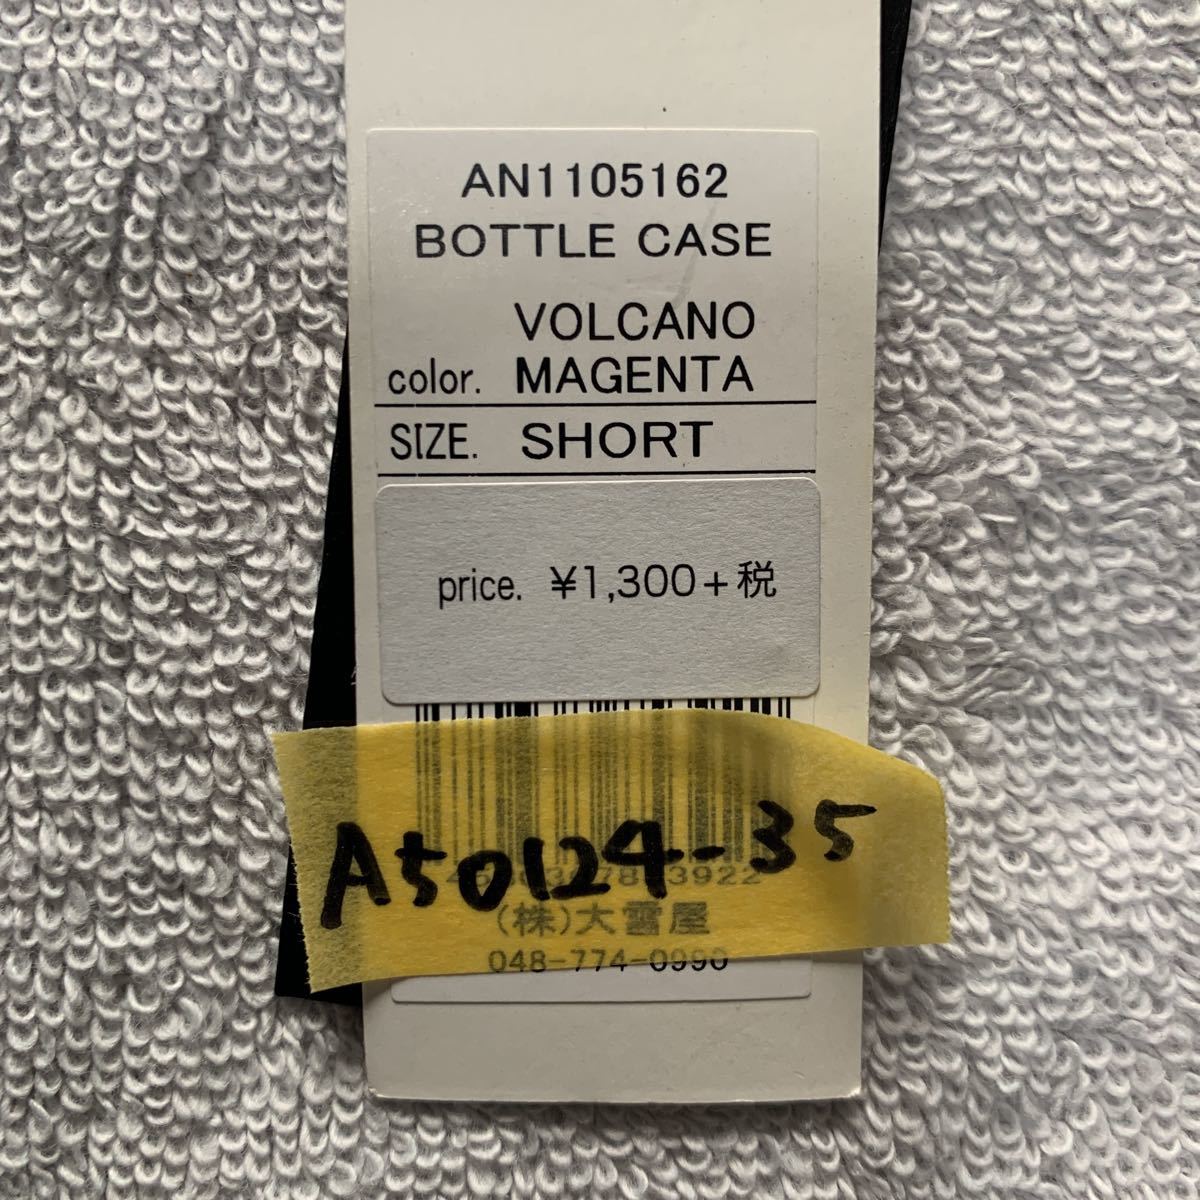 AN1105162
BOTTLE CASE
VOLCANO
color. MAGENTA
SIZE. SHORT
price. ¥1,300+税
A50124-35
(株)大雷屋
048-774-0990